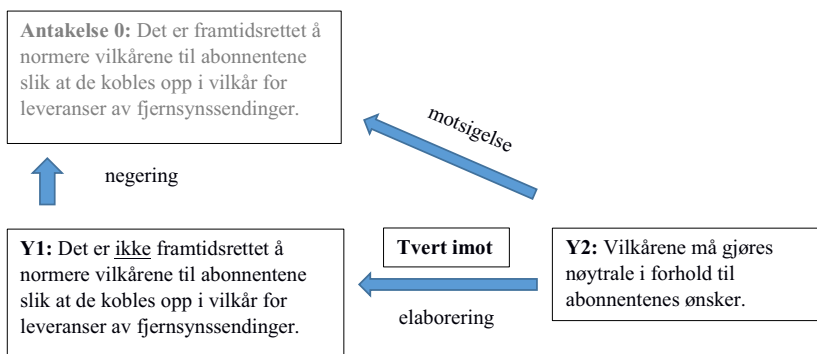 Antakelse 0: Det er framtidsrettet å
normere vilkårene til abonnentene
slik at de kobles opp i vilkår for
leveranser av fjernsynssendinger.
motsigelse
negering
Y1: Det er ikke framtidsrettet å
normere vilkårene til abonnentene
slik at de kobles opp i vilkår for
leveranser av fjernsynssendinger.
Tvert imot
elaborering
Y2: Vilkårene må gjøres
nøytrale i forhold til
abonnentenes ønsker.